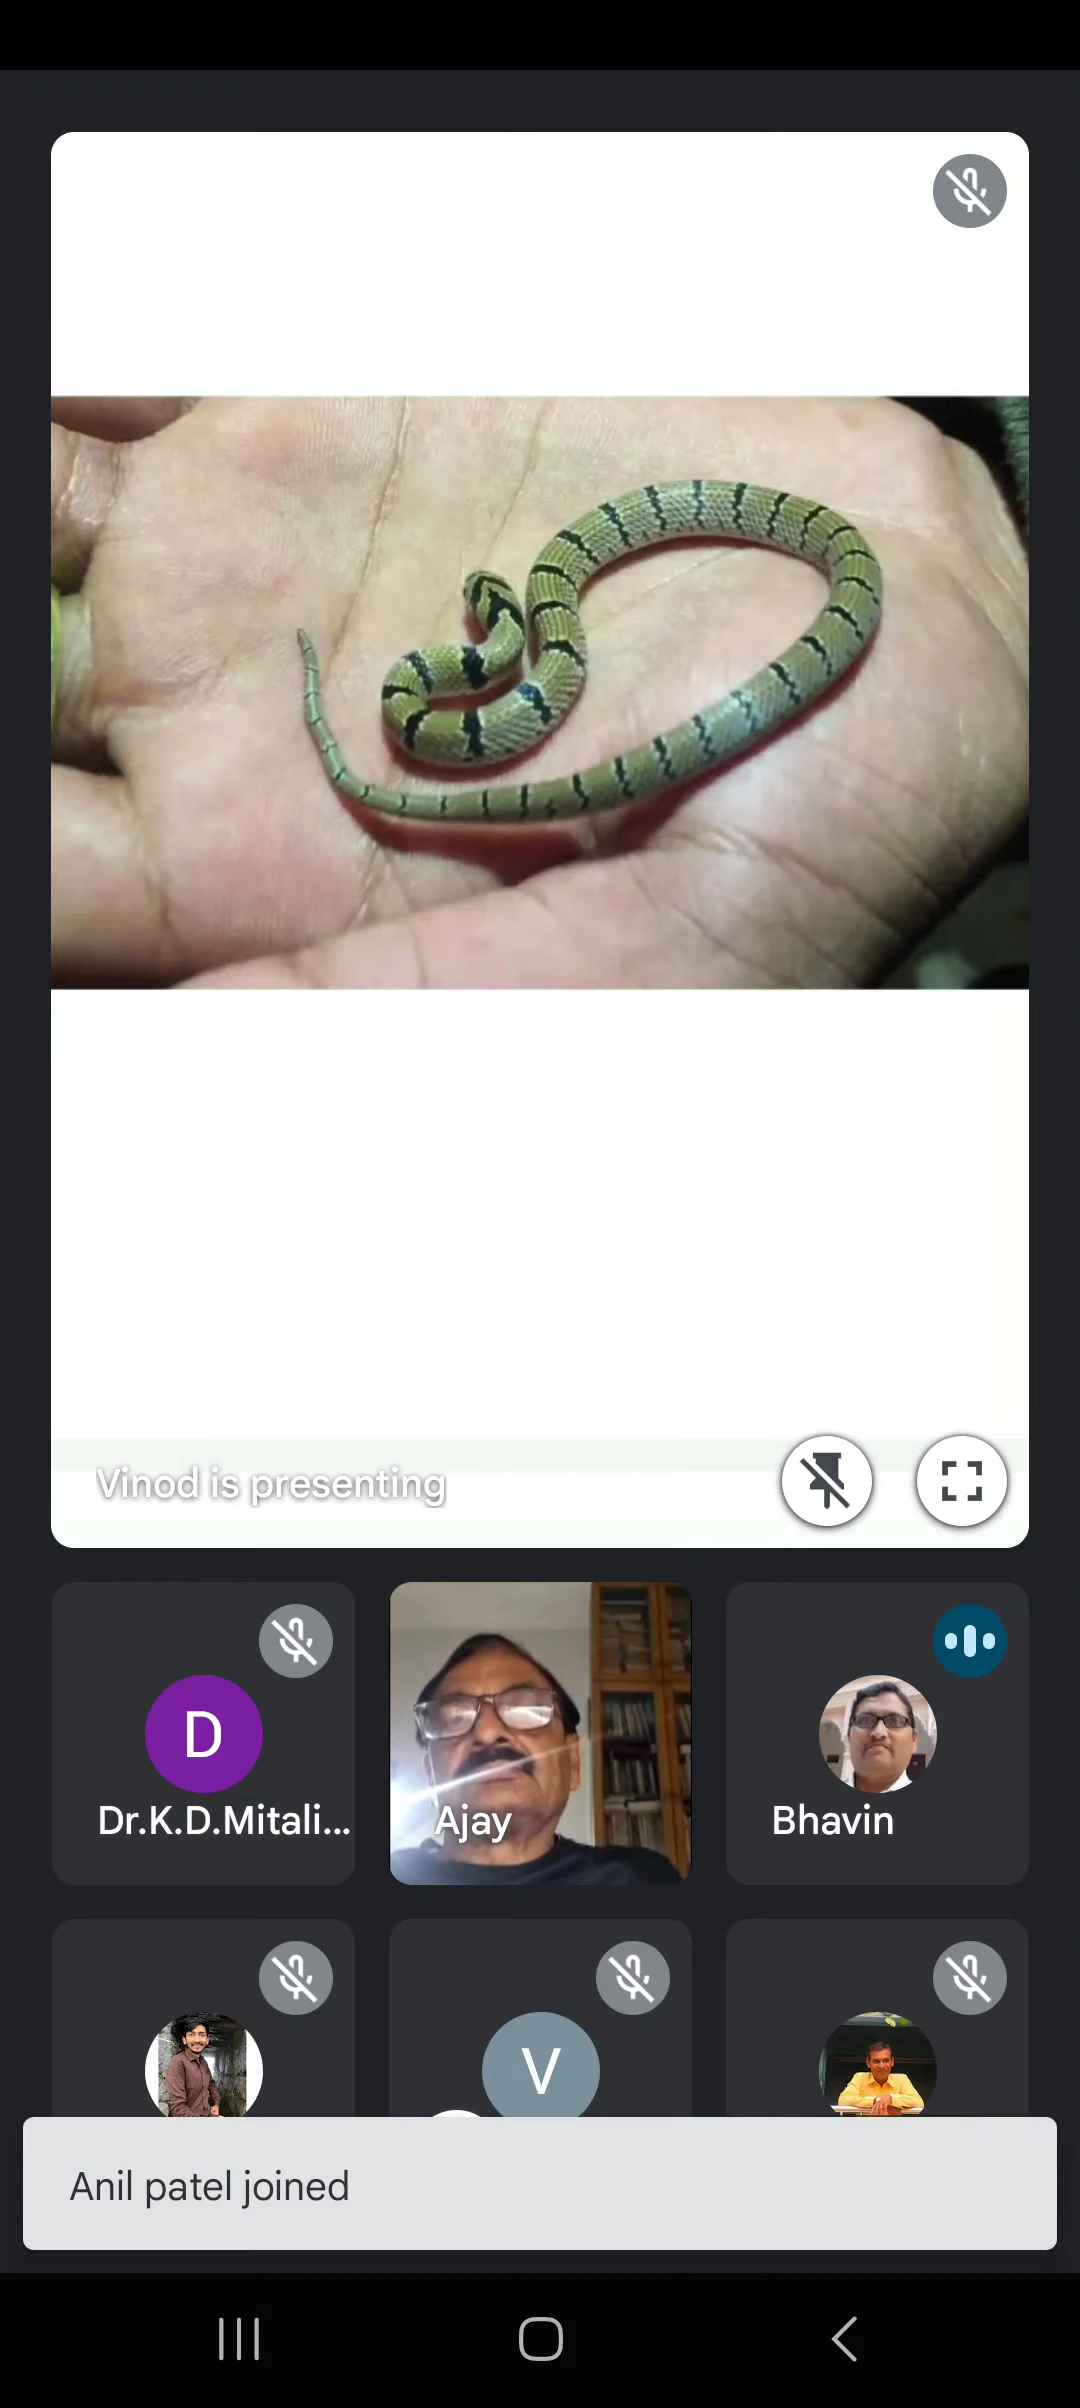 Vinod is presenting
D
Dr.K.D.Mitali...
Ajay
Bhavin
V
Anil patel joined